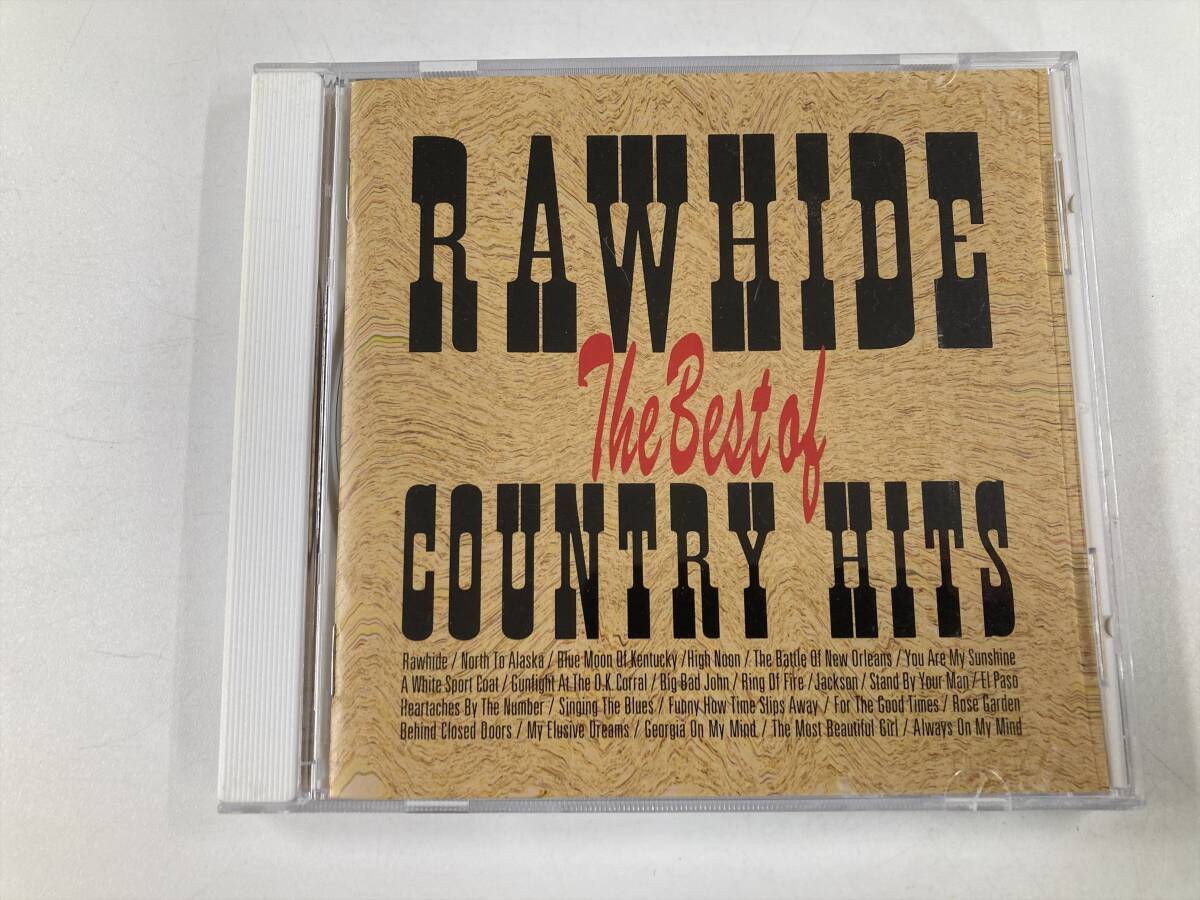 RAWHIDE
The Best of
COUNTRY HITS
Rawhide / North To Alaska / Blue Moon Of Kentucky / High Noon / The Battle Of New Orleans / You Are My Sunshine
A White Sport Coat / Gunfight At The O.K. Corral / Big Bad John / Ring Of Fire / Jackson / Stand By Your Man / El Paso
Heartaches By The Number / Singing The Blues / Funny How Time Slips Away / For The Good Times / Rose Garden
Behind Closed Doors / My Elusive Dreams / Georgia On My Mind / The Most Beautiful Girl / Always On My Mind